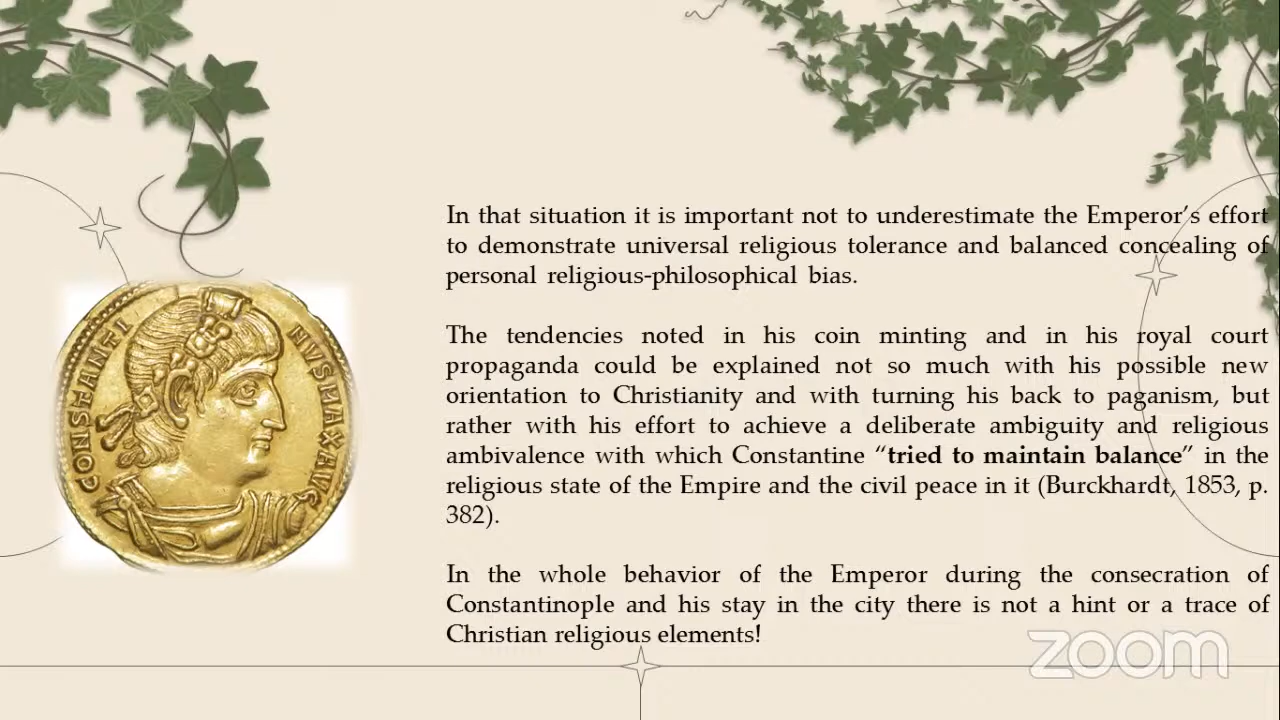 In that situation it is important not to underestimate the Emperor's effort
to demonstrate universal religious tolerance and balanced concealing of
personal religious-philosophical bias.
The tendencies noted in his coin minting and in his royal court
propaganda could be explained not so much with his possible new
orientation to Christianity and with turning his back to paganism, but
rather with his effort to achieve a deliberate ambiguity and religious
ambivalence with which Constantine “tried to maintain balance” in the
religious state of the Empire and the civil peace in it (Burckhardt, 1853, p.
382).
In the whole behavior of the Emperor during the consecration of
Constantinople and his stay in the city there is not a hint or a trace of
Christian religious elements!
CONSTANTI NVS MAX AVG
zoom